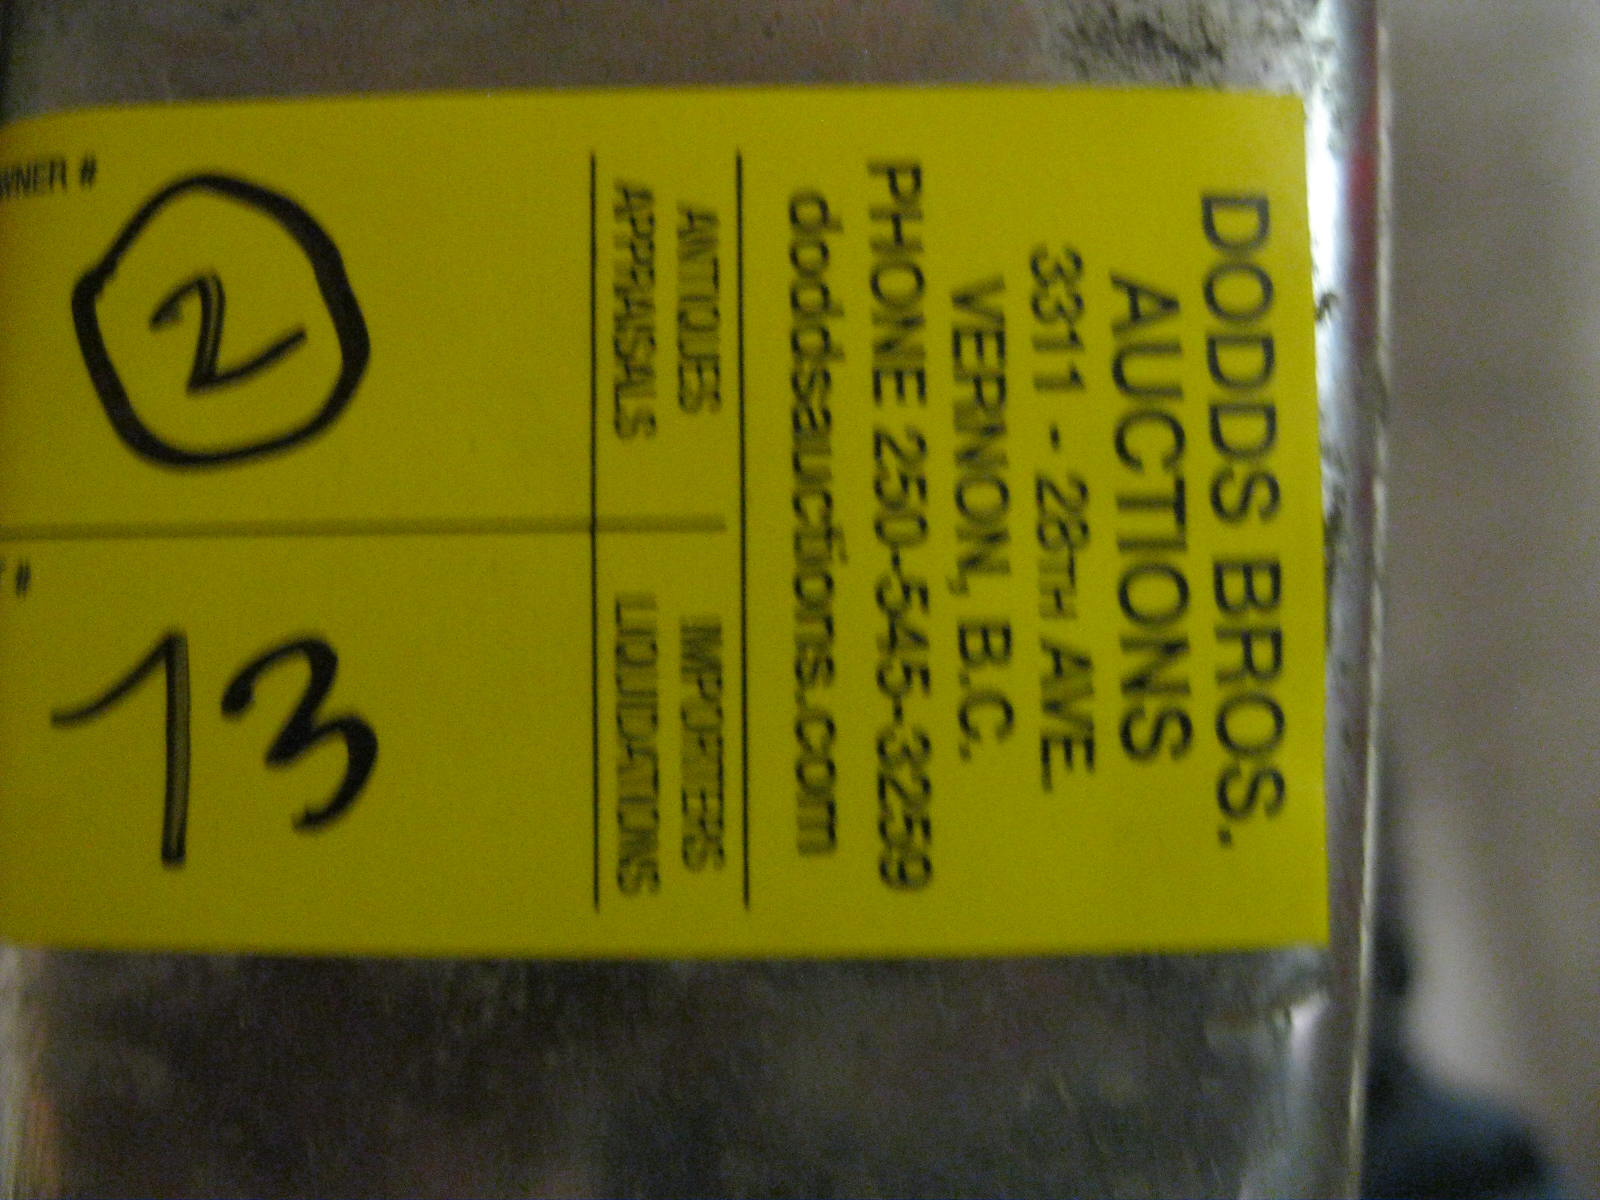 DODDS BROS.
AUCTIONS
3311 - 28TH AVE.
VERNON, B.C.
PHONE 250-545-3259
doddsauctions.com
ANTIQUES IMPORTERS
APPRAISALS LIQUIDATIONS
WNER #
2
T #
13